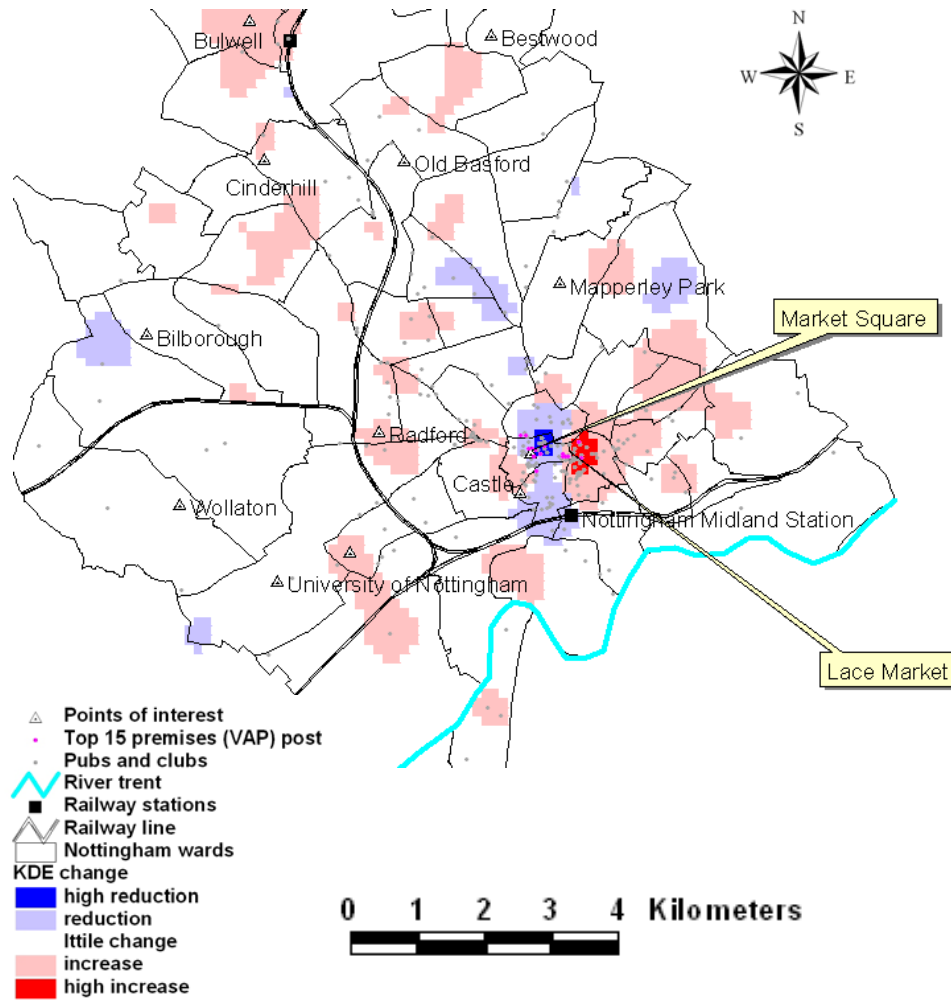 N
W E
S
Bulwell
Bestwood
Cinderhill
Old Basford
Mapperley Park
Market Square
Bilborough
Radford
Castle
Wollaton
Nottingham Midland Station
University of Nottingham
Lace Market
Points of interest
Top 15 premises (VAP) post
Pubs and clubs
River trent
Railway stations
Railway line
Nottingham wards
KDE change
high reduction
reduction
lttile change
increase
high increase
0 1 2 3 4 Kilometers